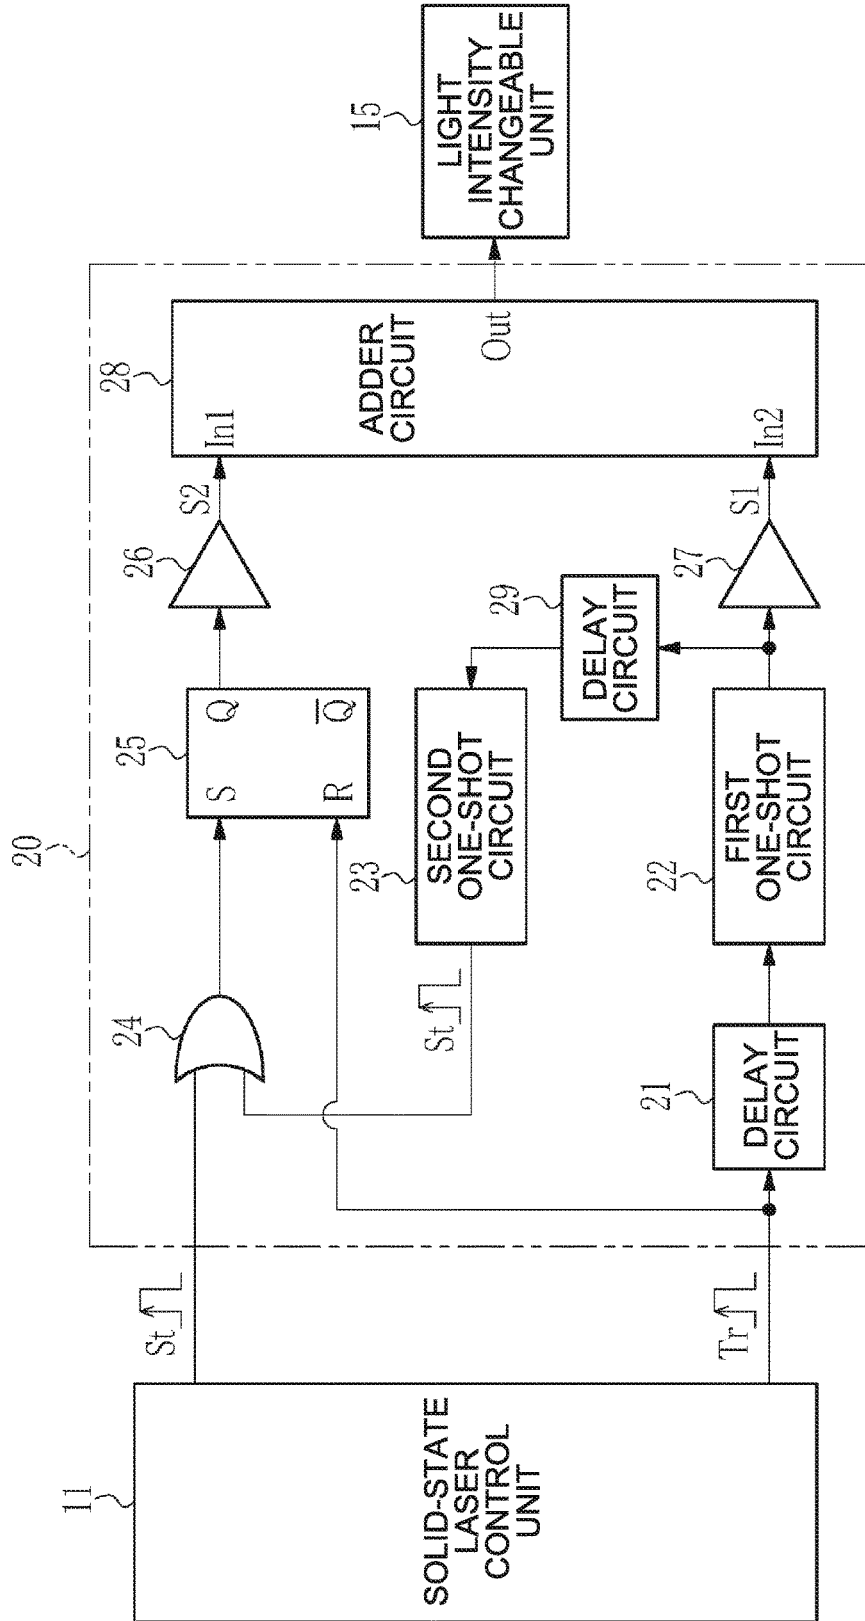 11
SOLID-STATE
LASER
CONTROL
UNIT
St
Tr
20
24
21
DELAY
CIRCUIT
St
25
S Q
R Q̅
23
SECOND
ONE-SHOT
CIRCUIT
22
FIRST
ONE-SHOT
CIRCUIT
29
DELAY
CIRCUIT
26
27
S2
S1
28
In1
In2
ADDER
CIRCUIT
Out
15
LIGHT
INTENSITY
CHANGEABLE
UNIT